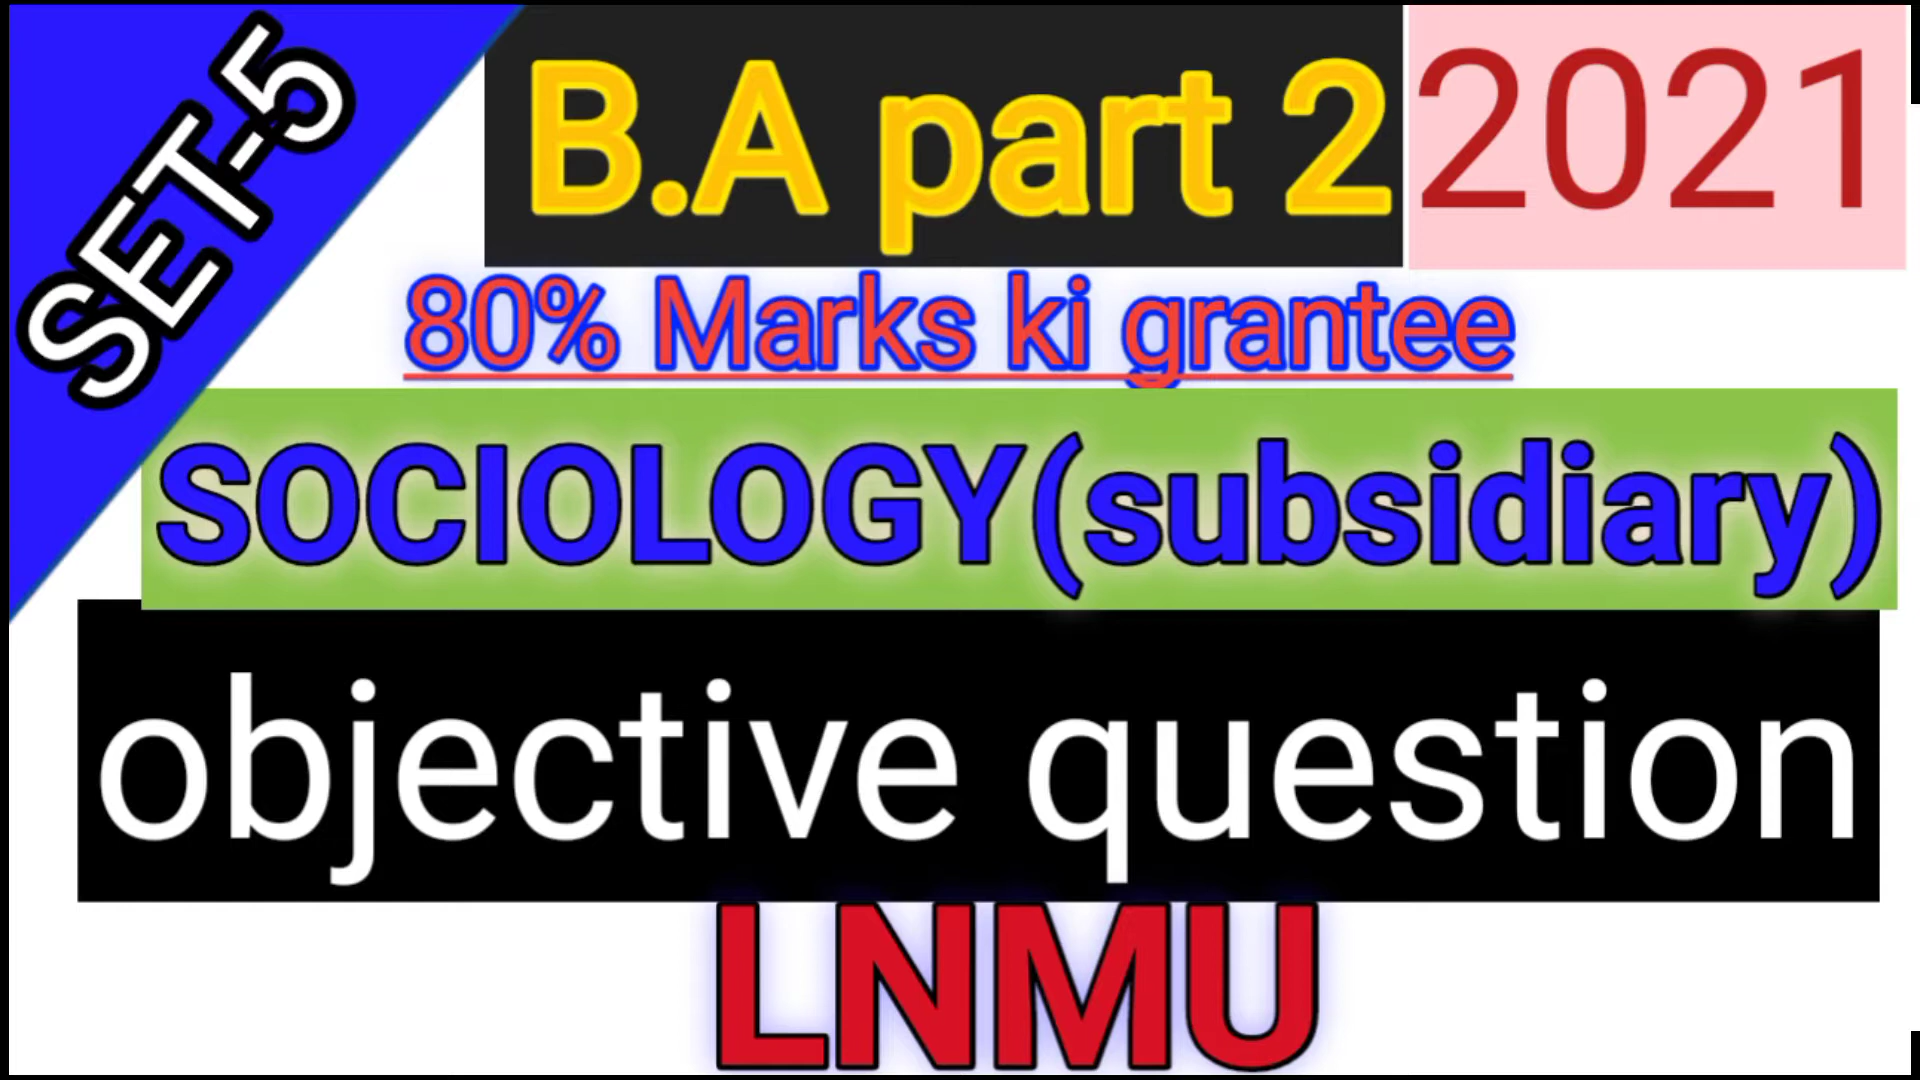 SET-5
B.A part 2 2021
80% Marks ki grantee
SOCIOLOGY(subsidiary)
objective question
LNMU